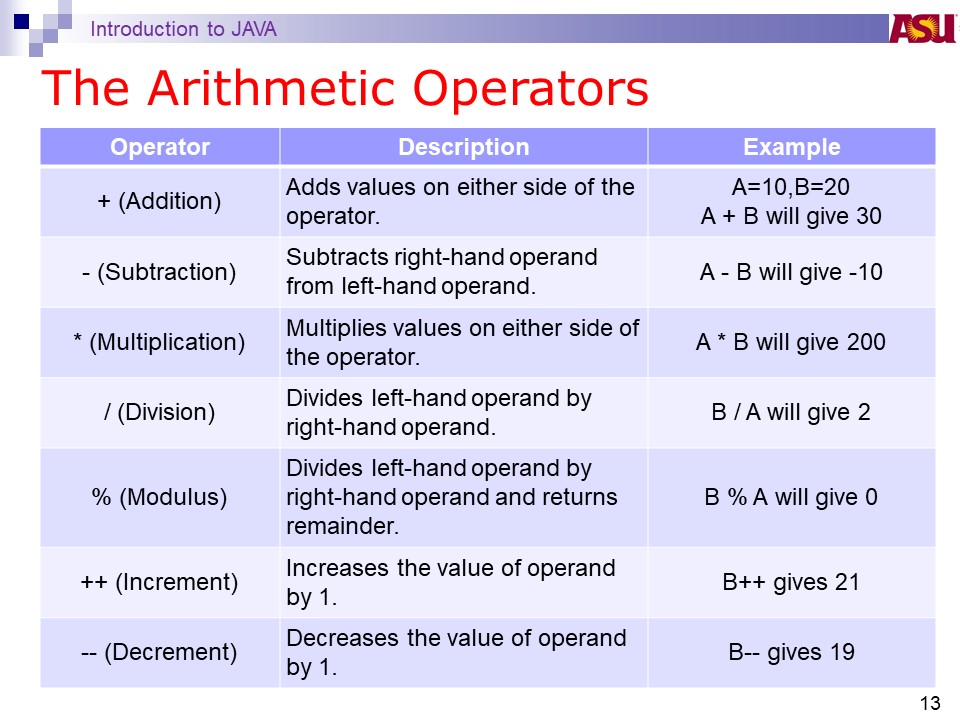 Introduction to JAVA
ASU
The Arithmetic Operators
Operator
Description
Example
+ (Addition)
Adds values on either side of the
operator.
A=10,B=20
A + B will give 30
- (Subtraction)
Subtracts right-hand operand
from left-hand operand.
A - B will give -10
* (Multiplication)
Multiplies values on either side of
the operator.
A * B will give 200
/ (Division)
Divides left-hand operand by
right-hand operand.
B / A will give 2
% (Modulus)
Divides left-hand operand by
right-hand operand and returns
remainder.
B % A will give 0
++ (Increment)
Increases the value of operand
by 1.
B++ gives 21
-- (Decrement)
Decreases the value of operand
by 1.
B-- gives 19
13